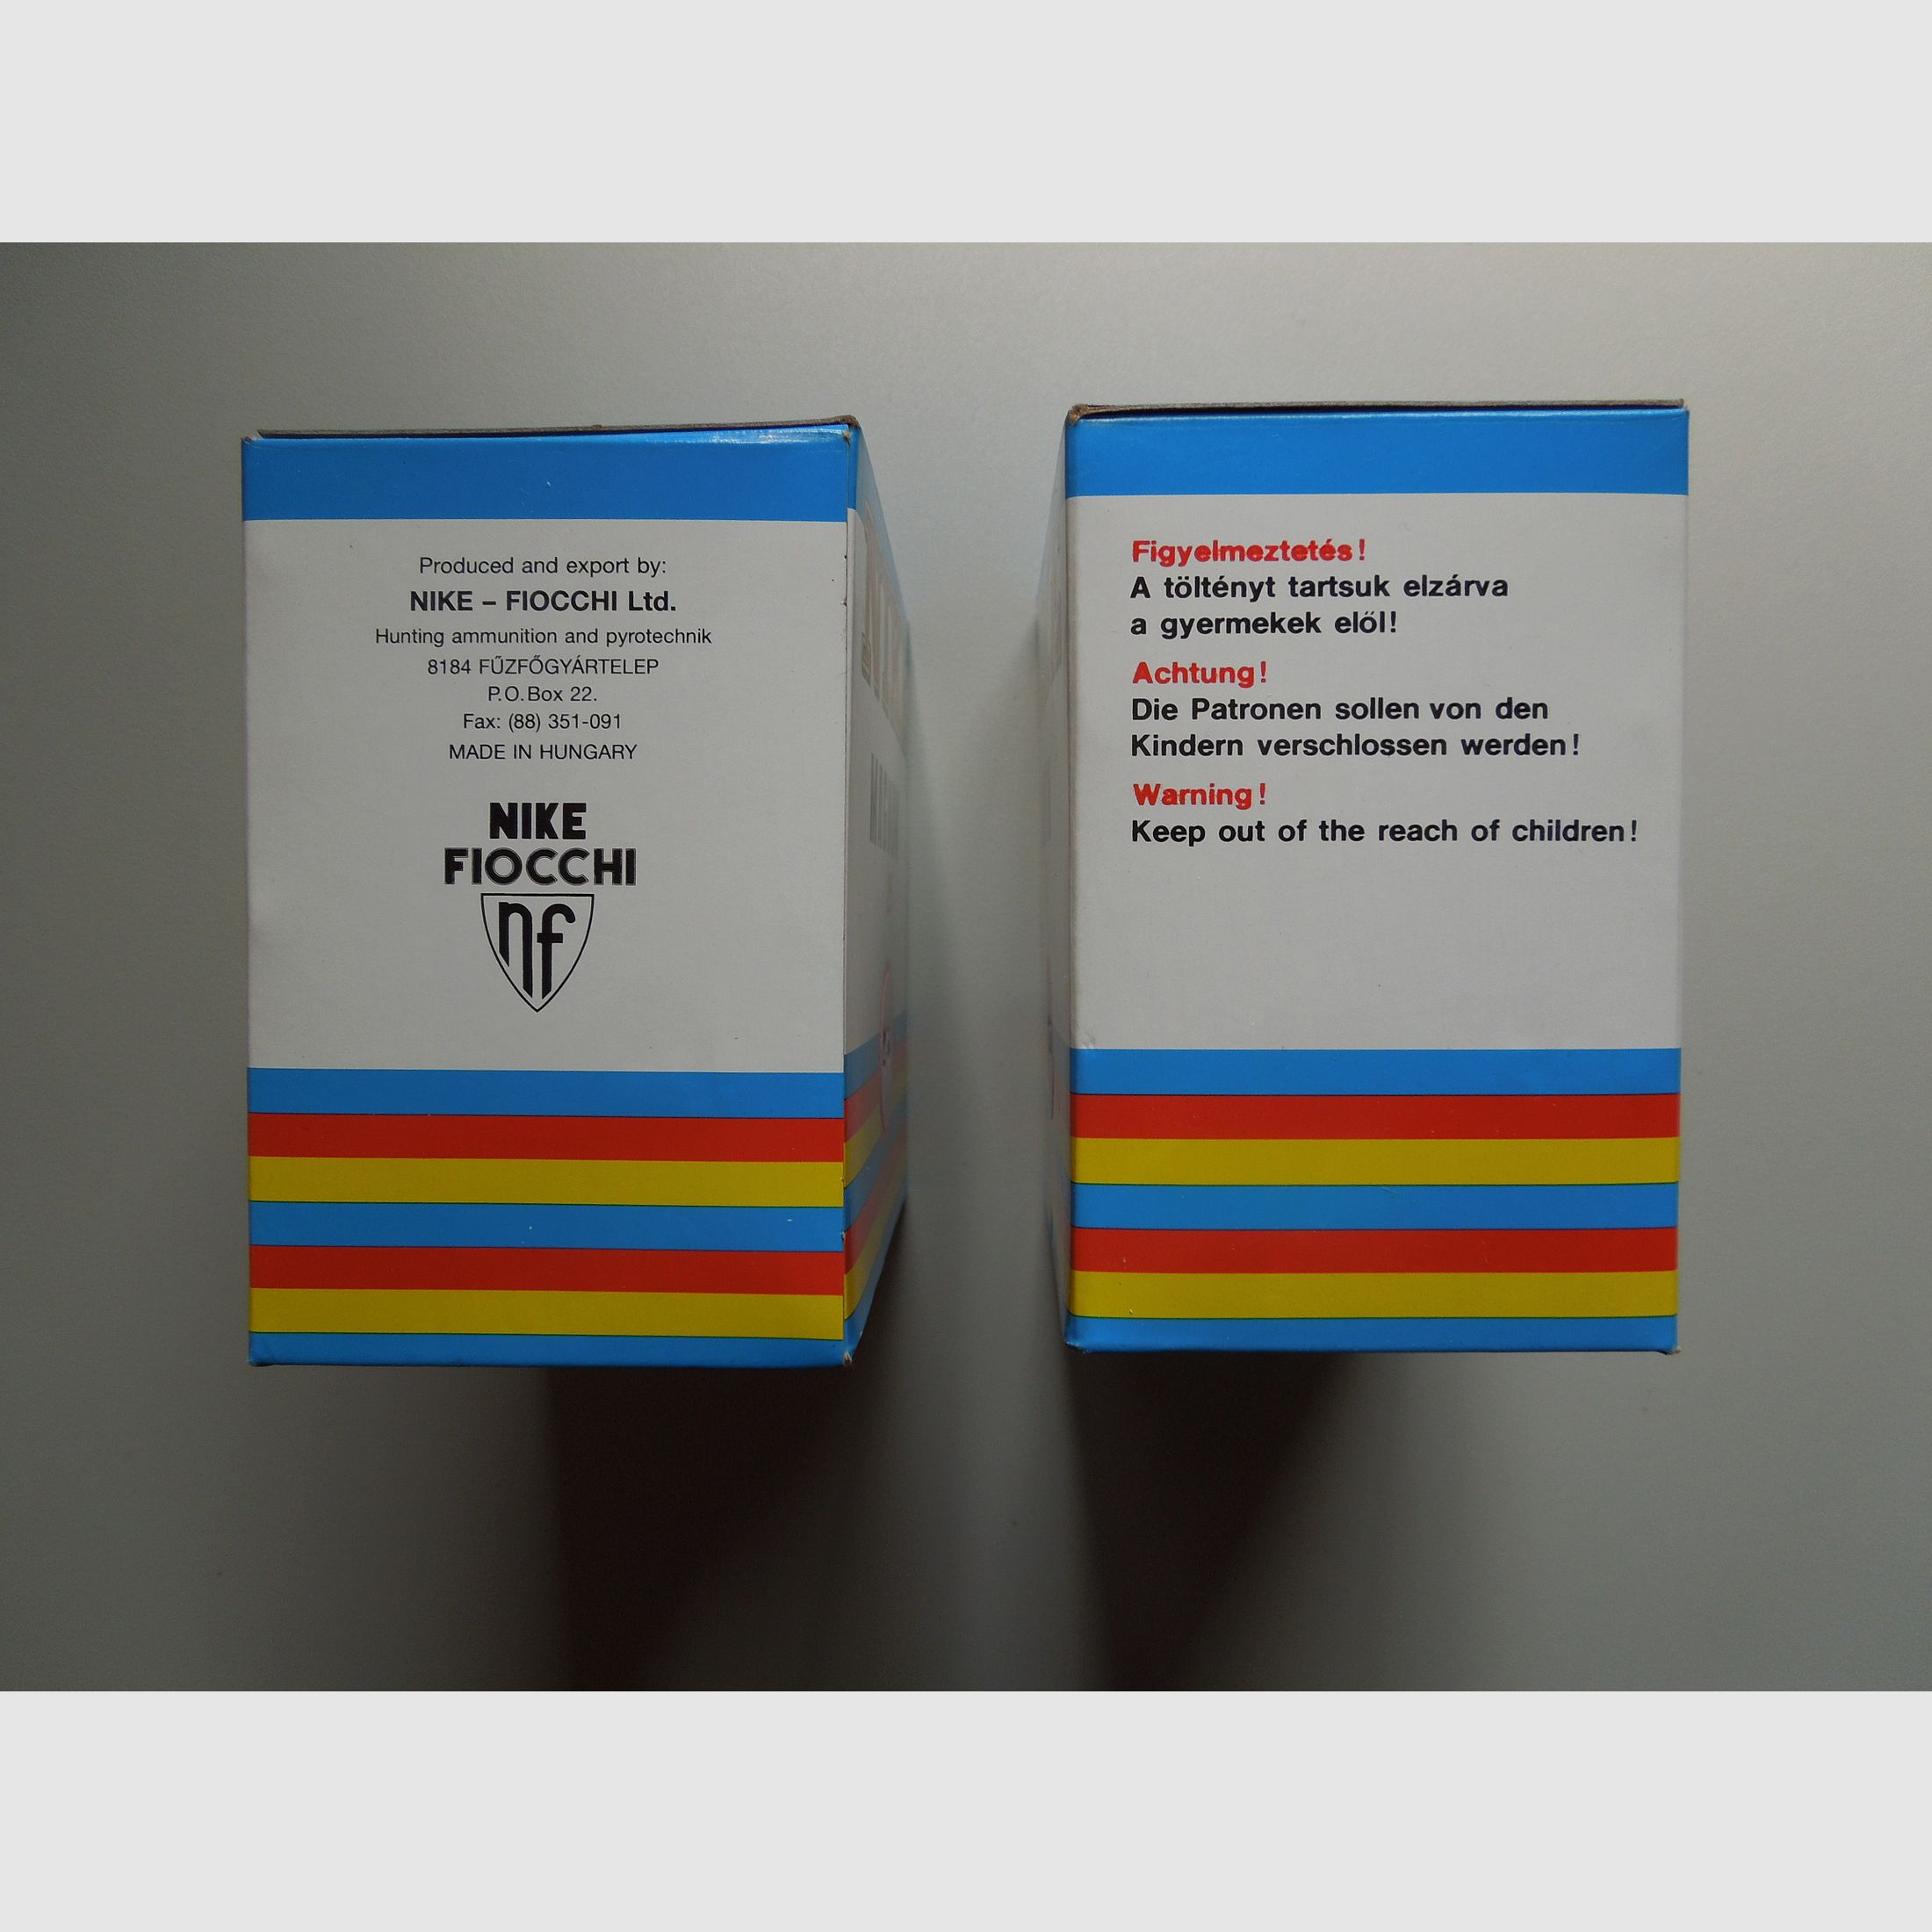 Produced and export by:
NIKE – FIOCCHI Ltd.
Hunting ammunition and pyrotechnik
8184 FŰZFŐGYÁRTELEP
P.O.Box 22.
Fax: (88) 351-091
MADE IN HUNGARY
NIKE
FIOCCHI
nf
Figyelmeztetés!
A töltényt tartsuk elzárva
a gyermekek elől!
Achtung!
Die Patronen sollen von den
Kindern verschlossen werden!
Warning!
Keep out of the reach of children!